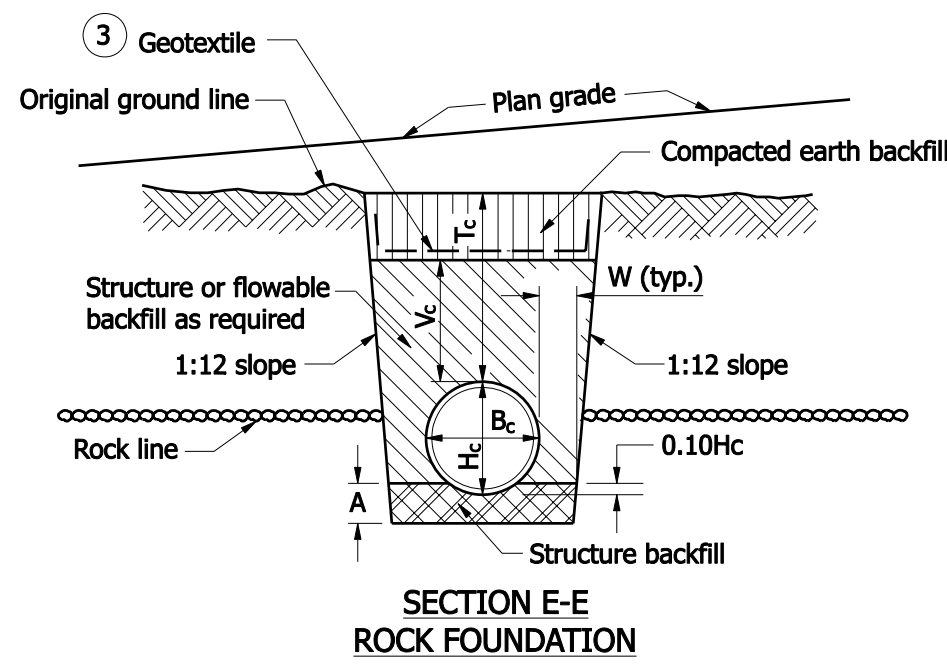 3 Geotextile
Original ground line
Plan grade
Compacted earth backfill
Tc
W (typ.)
Structure or flowable
backfill as required
Vc
1:12 slope
1:12 slope
Bc
Hc
Rock line
0.10Hc
A
Structure backfill
SECTION E-E
ROCK FOUNDATION